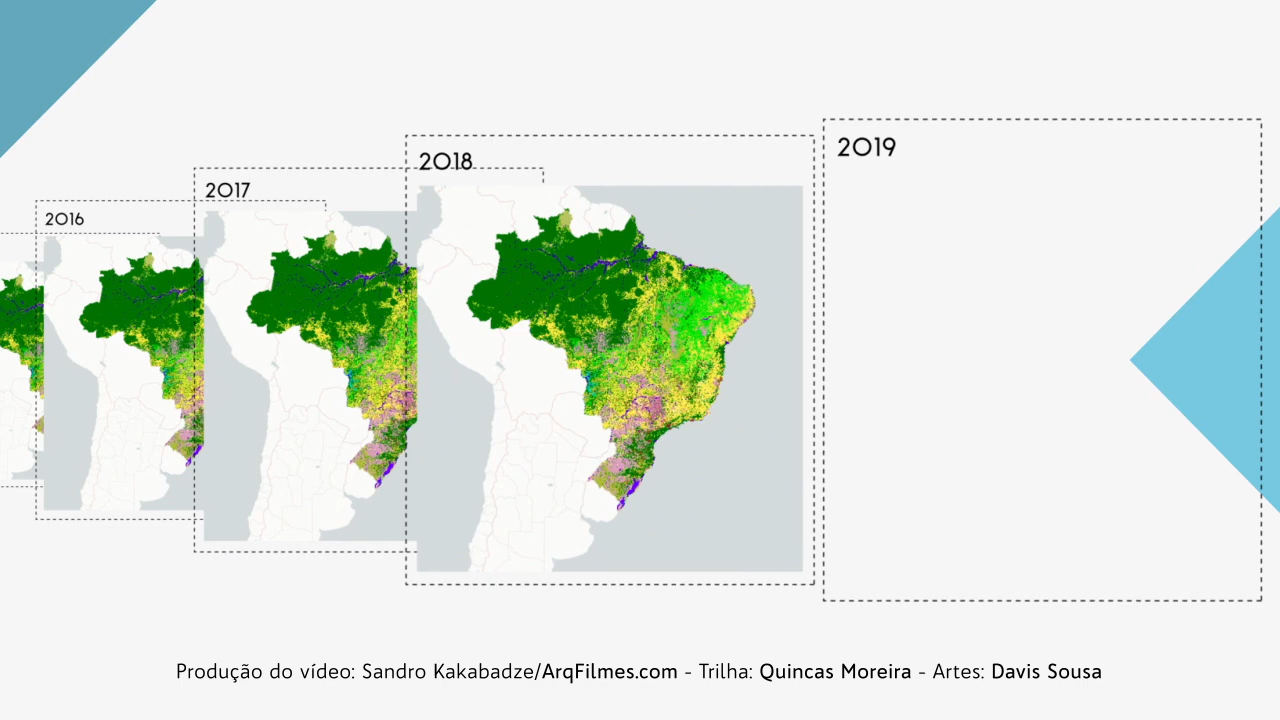 2016
2017
2018
2019
Produção do vídeo: Sandro Kakabadze/ArqFilmes.com - Trilha: Quincas Moreira - Artes: Davis Sousa